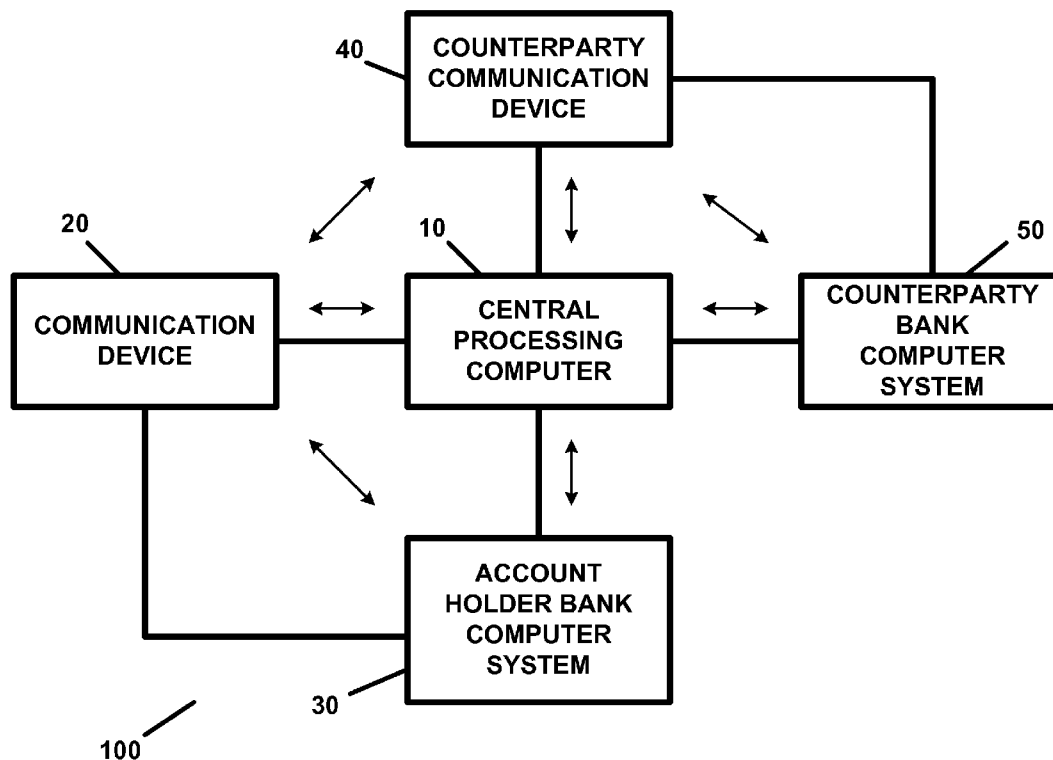 40
COUNTERPARTY
COMMUNICATION
DEVICE
20
COMMUNICATION
DEVICE
10
CENTRAL
PROCESSING
COMPUTER
50
COUNTERPARTY
BANK
COMPUTER
SYSTEM
ACCOUNT
HOLDER BANK
COMPUTER
SYSTEM
30
100